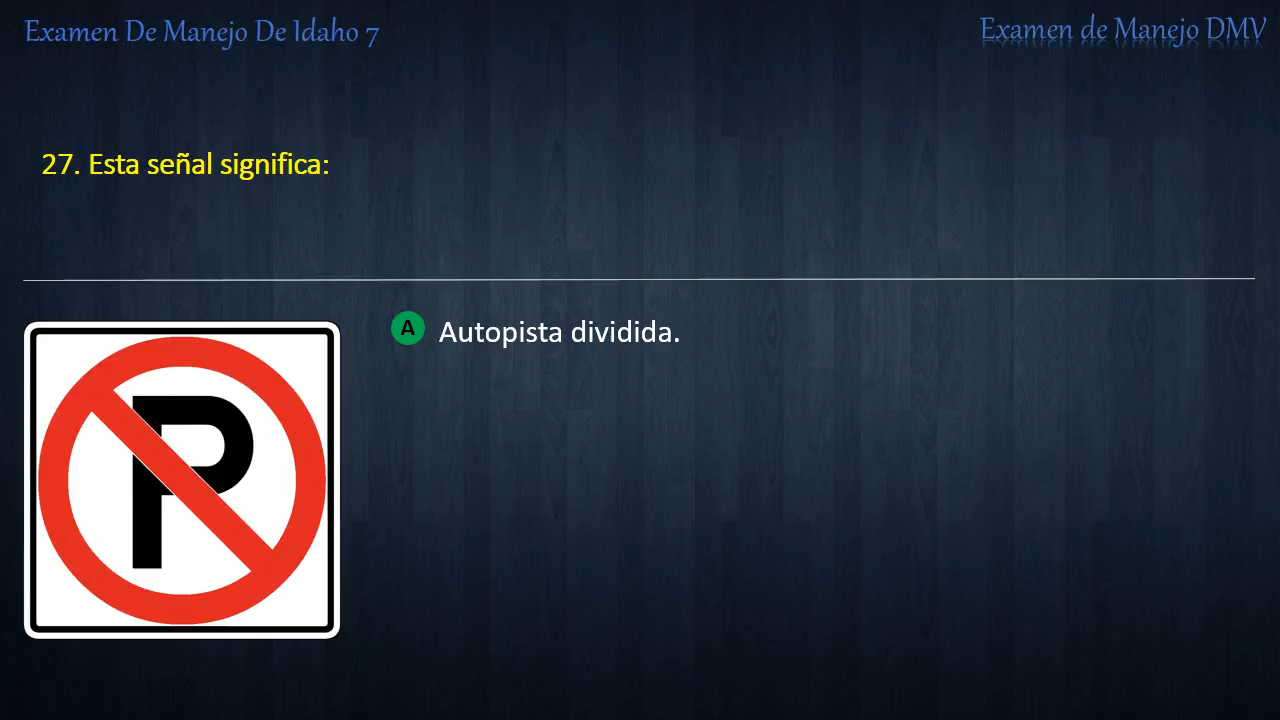 Examen De Manejo De Idaho 7
Examen de Manejo DMV
27. Esta señal significa:
A Autopista dividida.
P